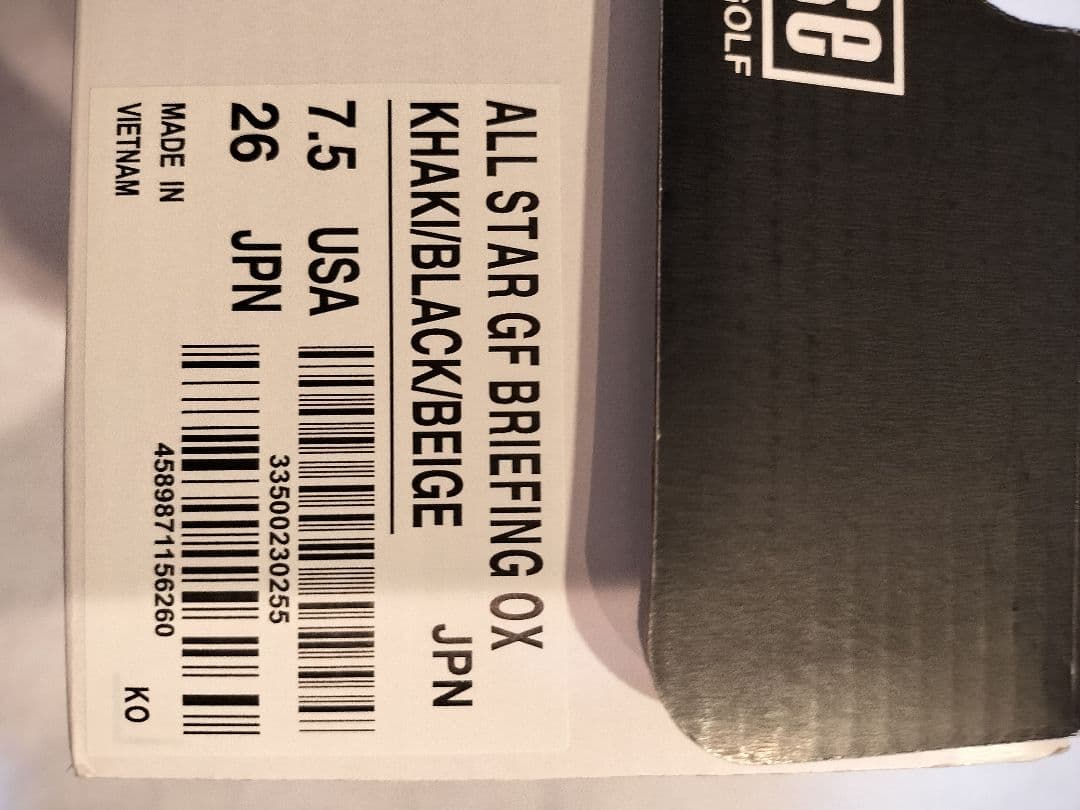 GOLF
ALL STAR GF BRIEFING OX
KHAKI/BLACK/BEIGE JPN
7.5 USA
33500230255
26 JPN
4589871156260
MADE IN
VIETNAM
KO